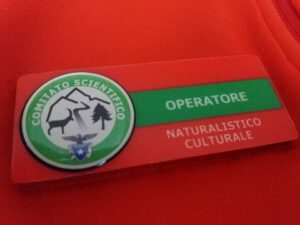 COMITATO SCIENTIFICO
OPERATORE
NATURALISTICO
CULTURALE